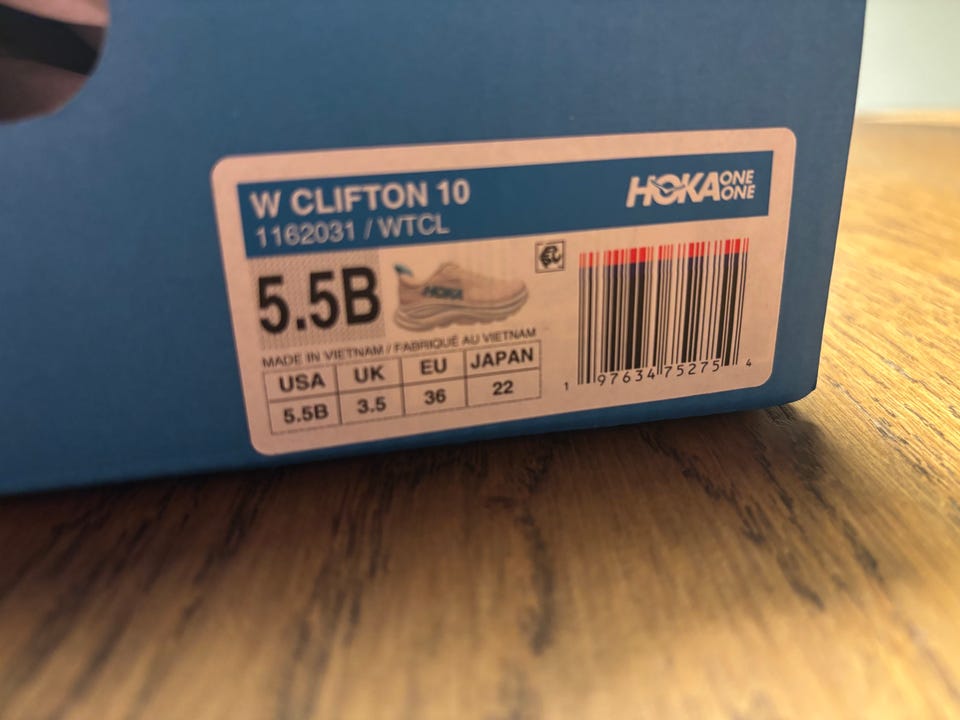 W CLIFTON 10
1162031 / WTCL
HOKA ONE ONE
5.5B
HOKA
MADE IN VIETNAM / FABRIQUÉ AU VIETNAM
USA UK EU JAPAN
5.5B 3.5 36 22
1 97634 75275 4